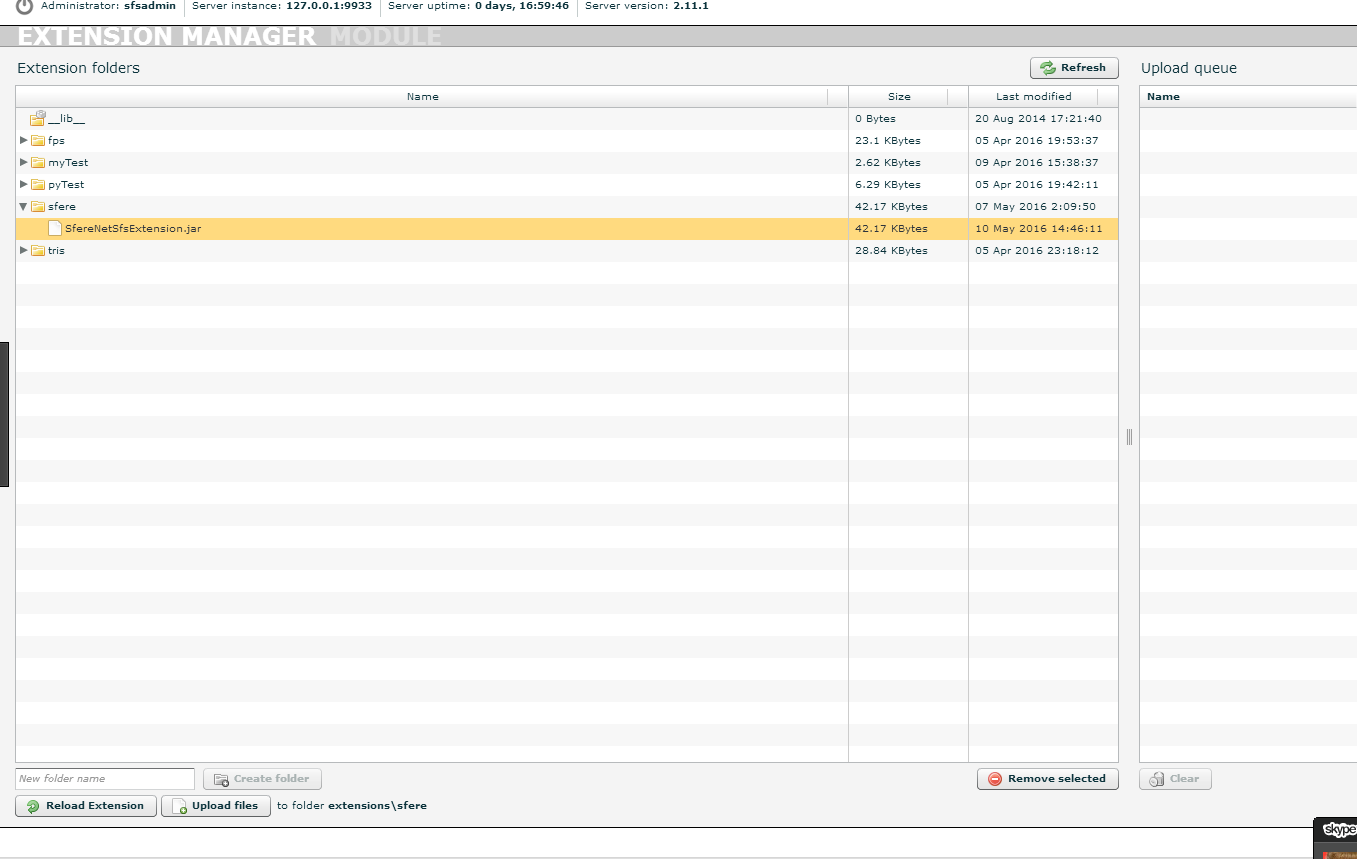 Administrator: sfsadmin Server instance: 127.0.0.1:9933 Server uptime: 0 days, 16:59:46 Server version: 2.11.1
EXTENSION MANAGER MODULE
Extension folders Refresh Upload queue
Name Size Last modified Name
__lib__ 0 Bytes 20 Aug 2014 17:21:40
fps 23.1 KBytes 05 Apr 2016 19:53:37
myTest 2.62 KBytes 09 Apr 2016 15:38:37
pyTest 6.29 KBytes 05 Apr 2016 19:42:11
sfere 42.17 KBytes 07 May 2016 2:09:50
SfereNetSfsExtension.jar 42.17 KBytes 10 May 2016 14:46:11
tris 28.84 KBytes 05 Apr 2016 23:18:12
New folder name Create folder Remove selected Clear
Reload Extension Upload files to folder extensions\sfere
skype